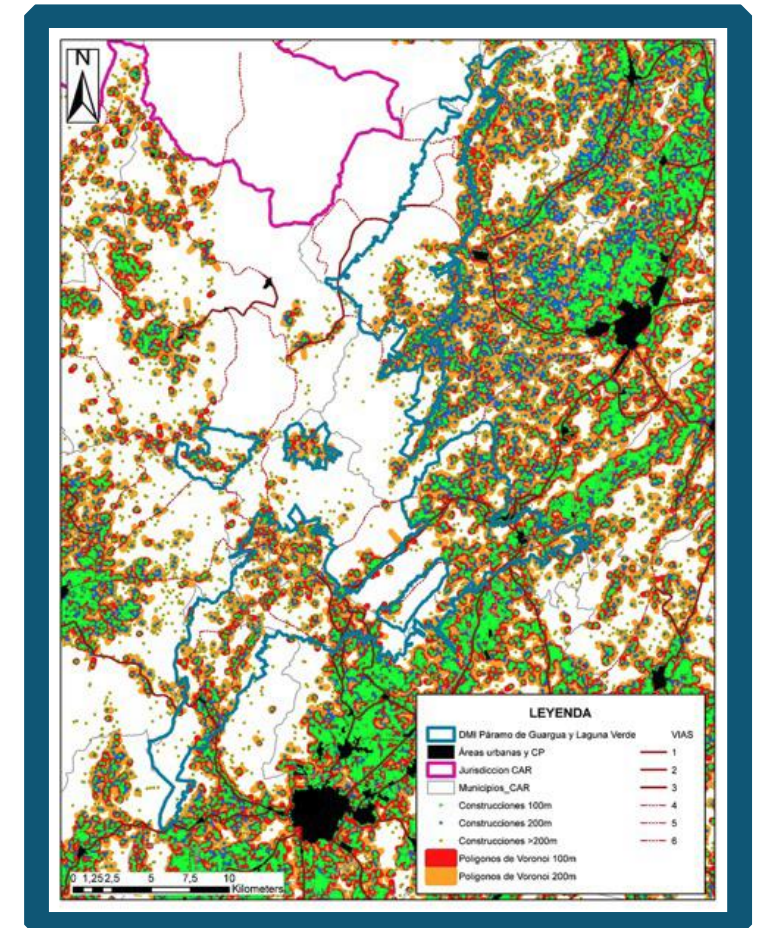 N
LEYENDA
DMI Páramo de Guargua y Laguna Verde
Áreas urbanas y CP
Jurisdiccion CAR
Municipios_CAR
Construcciones 100m
Construcciones 200m
Construcciones >200m
Poligonos de Voronoi 100m
Poligonos de Voronoi 200m
VIAS
1
2
3
4
5
6
0 1,252,5 5 7,5 10
Kilometers